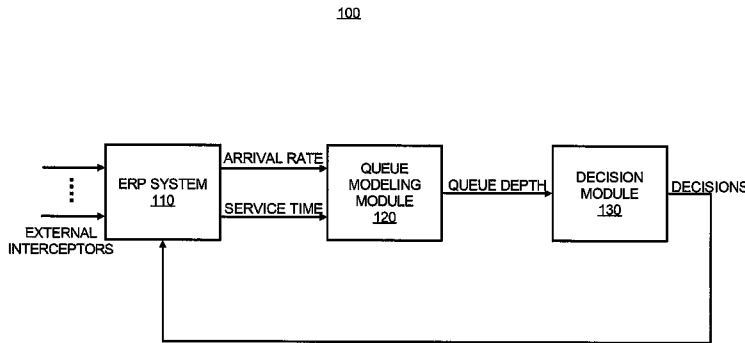 100
ARRIVAL RATE
ERP SYSTEM
110
SERVICE TIME
EXTERNAL
INTERCEPTORS
QUEUE
MODELING
MODULE
120
QUEUE DEPTH
DECISION
MODULE
130
DECISIONS